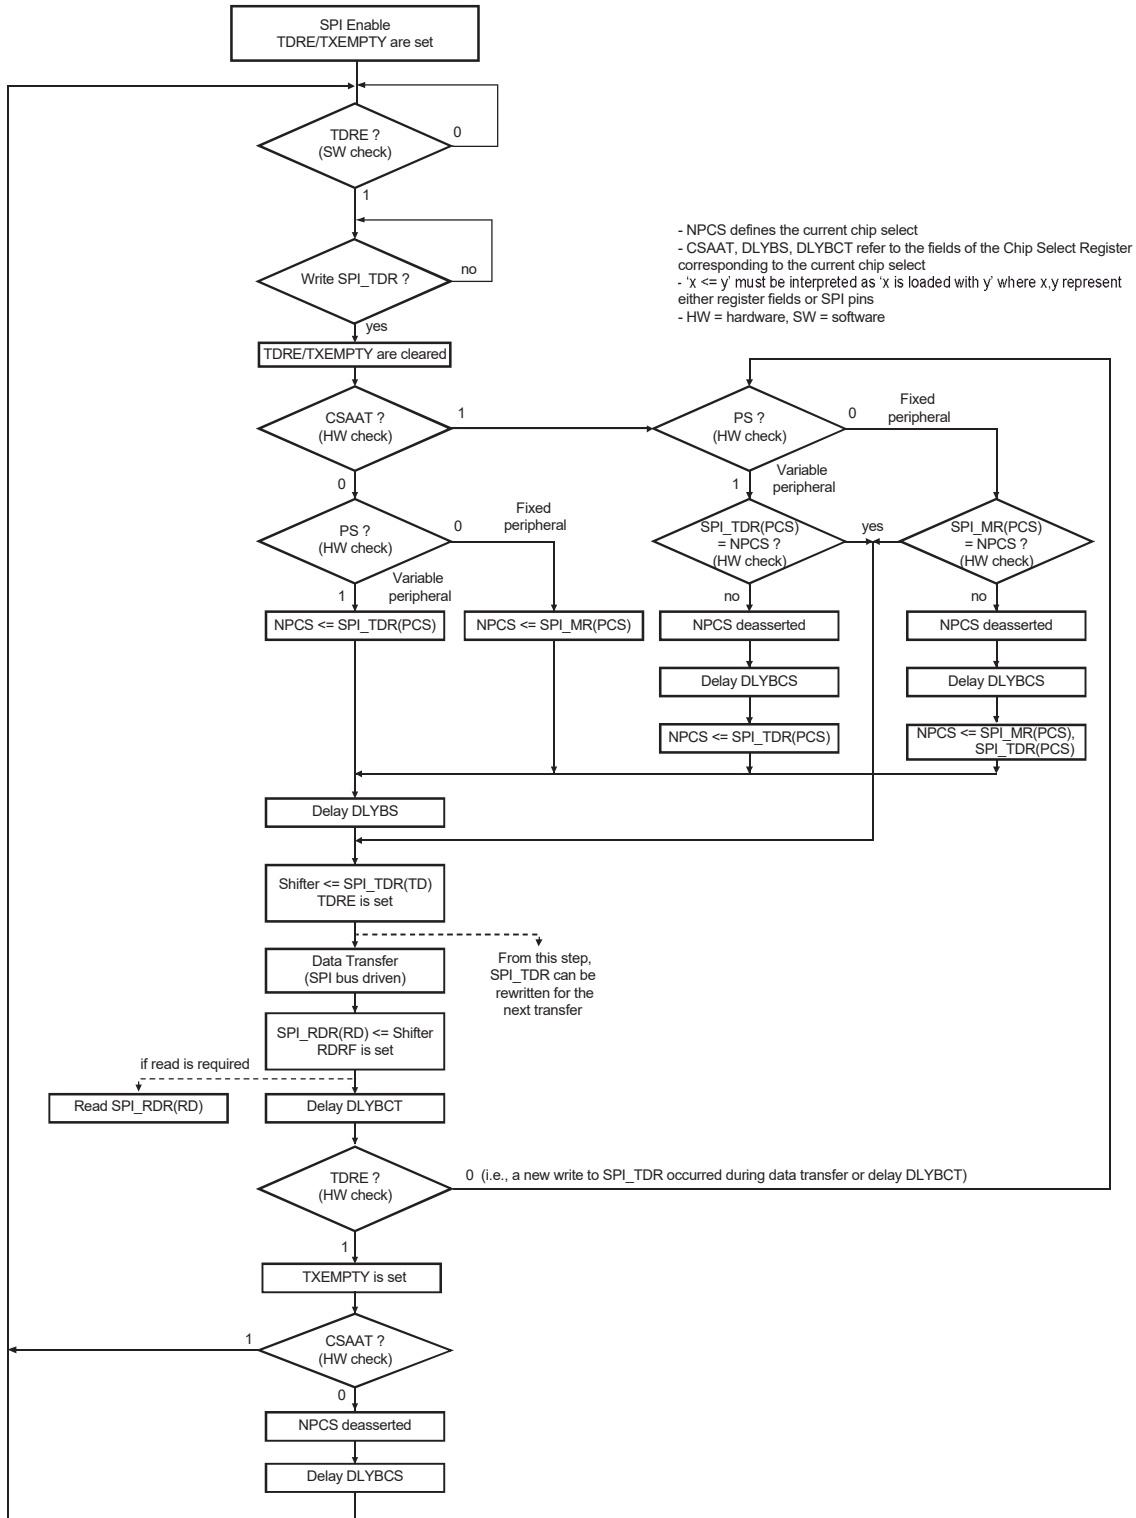 SPI Enable
TDRE/TXEMPTY are set
TDRE ?
(SW check)
0
1
Write SPI_TDR ?
no
yes
- NPCS defines the current chip select
- CSAAT, DLYBS, DLYBCT refer to the fields of the Chip Select Register
corresponding to the current chip select
- ‘x <= y’ must be interpreted as ‘x is loaded with y’ where x,y represent
either register fields or SPI pins
- HW = hardware, SW = software
TDRE/TXEMPTY are cleared
CSAAT ?
(HW check)
1
0
PS ?
(HW check)
0
Fixed
peripheral
1
Variable
peripheral
PS ?
(HW check)
0
Fixed
peripheral
1
Variable
peripheral
SPI_TDR(PCS)
= NPCS ?
(HW check)
yes
no
SPI_MR(PCS)
= NPCS ?
(HW check)
no
NPCS <= SPI_TDR(PCS)
NPCS <= SPI_MR(PCS)
NPCS deasserted
NPCS deasserted
Delay DLYBCS
Delay DLYBCS
NPCS <= SPI_TDR(PCS)
NPCS <= SPI_MR(PCS),
SPI_TDR(PCS)
Delay DLYBS
Shifter <= SPI_TDR(TD)
TDRE is set
Data Transfer
(SPI bus driven)
From this step,
SPI_TDR can be
rewritten for the
next transfer
SPI_RDR(RD) <= Shifter
RDRF is set
if read is required
Read SPI_RDR(RD)
Delay DLYBCT
TDRE ?
(HW check)
0 (i.e., a new write to SPI_TDR occurred during data transfer or delay DLYBCT)
1
TXEMPTY is set
CSAAT ?
(HW check)
1
0
NPCS deasserted
Delay DLYBCS